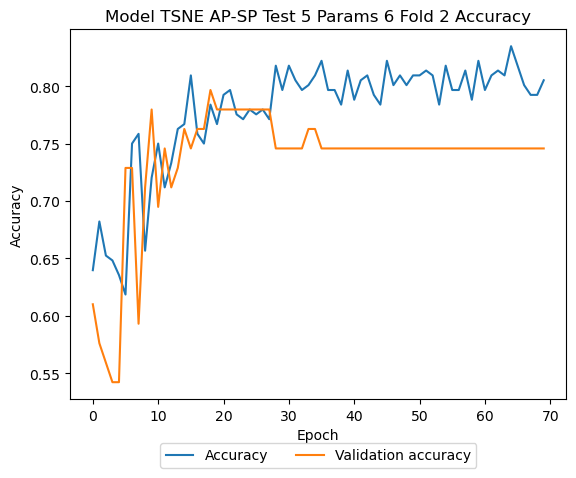 Model TSNE AP-SP Test 5 Params 6 Fold 2 Accuracy
Accuracy
0.80
0.75
0.70
0.65
0.60
0.55
0 10 20 30 40 50 60 70
Epoch
Accuracy Validation accuracy